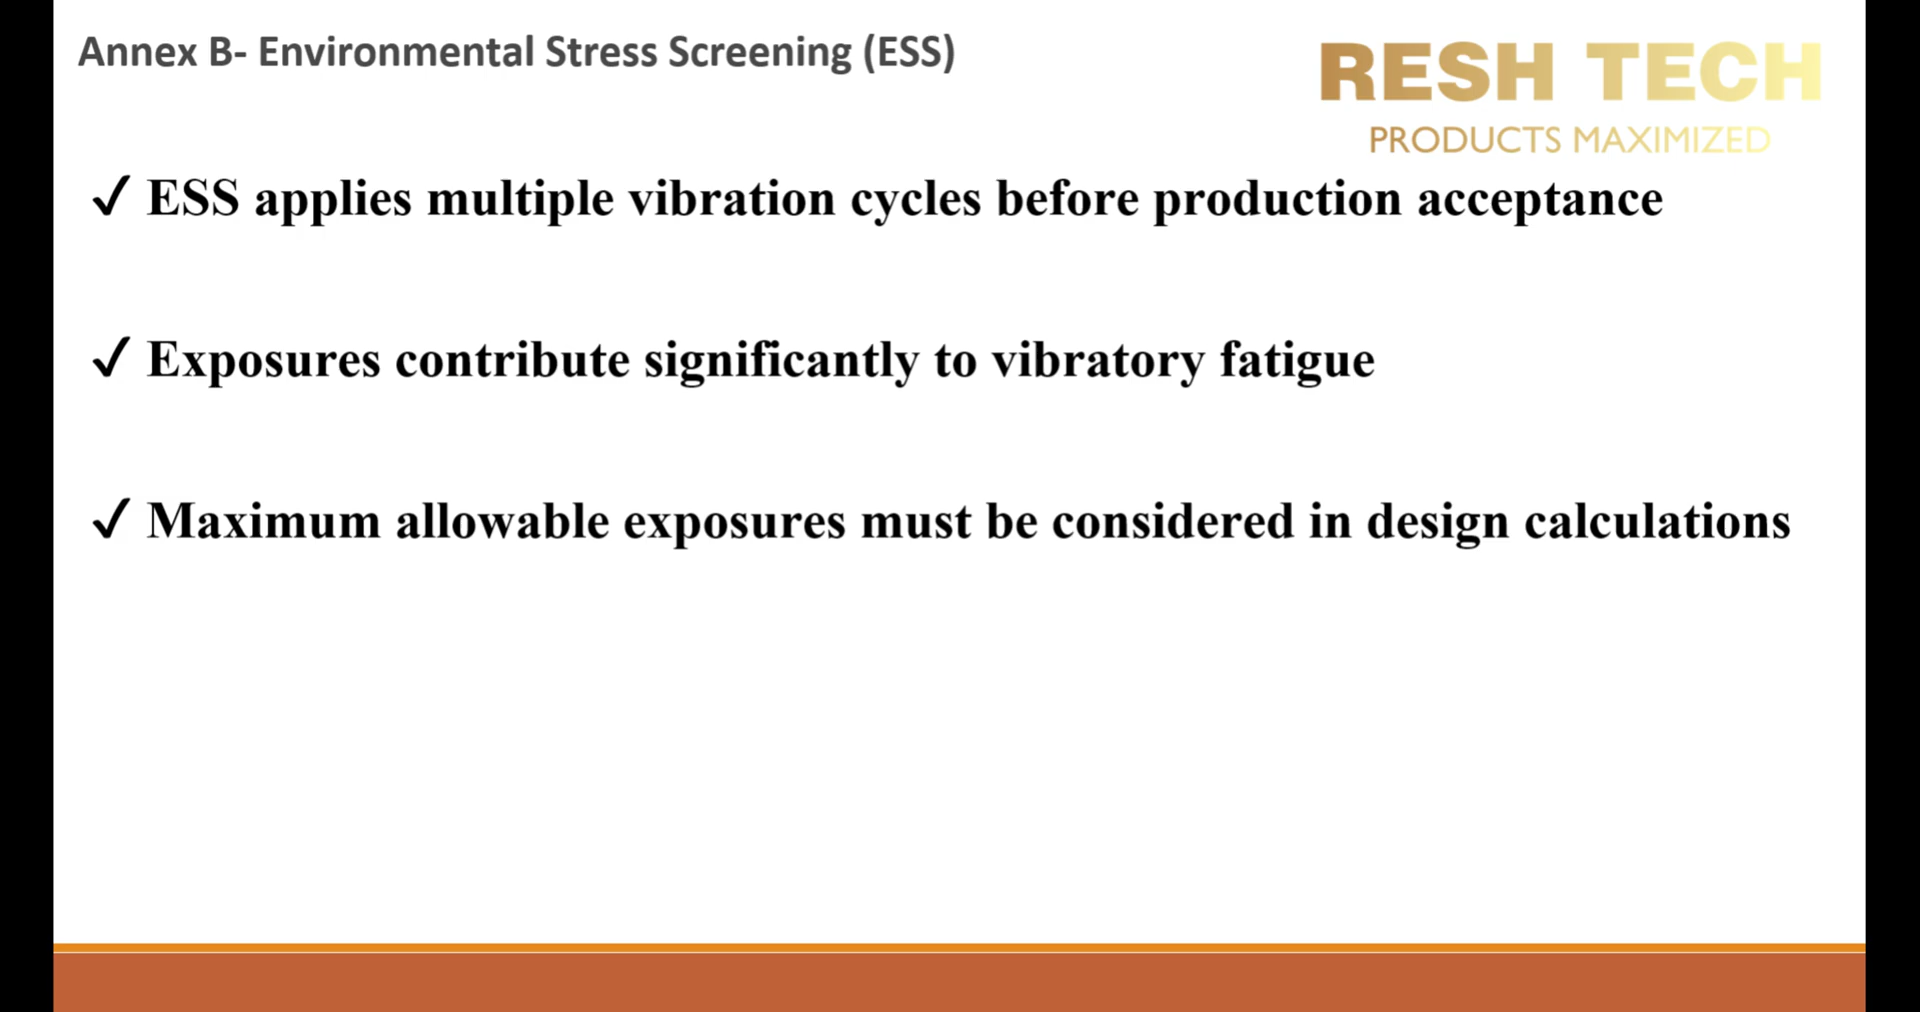 Annex B- Environmental Stress Screening (ESS)
RESH TECH
PRODUCTS MAXIMIZED
✓ ESS applies multiple vibration cycles before production acceptance
✓ Exposures contribute significantly to vibratory fatigue
✓ Maximum allowable exposures must be considered in design calculations